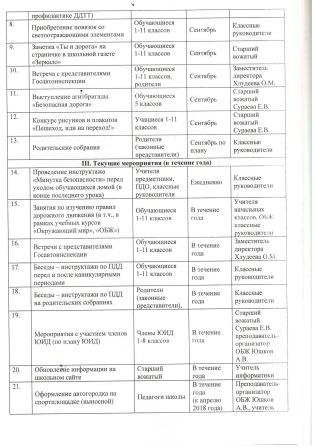 профилактике ДДТТ)
8. Приобретение повязок со светоотражающими элементами Обучающиеся 1-11 классов Сентябрь Классные руководители
9. Заметка «Ты и дорога» на страничке в школьной газете «Зеркало» Обучающиеся 1-11 классов Сентябрь Старший вожатый
10. Встреча с представителями Госавтоинспекции Обучающиеся 1-11 классов, родители Сентябрь Заместитель директора Хлудеева О.М.
11. Выступление агитбригады «Безопасная дорога» Обучающиеся 5 классов Сентябрь Старший вожатый Сураева Е.В.
12. Конкурс рисунков и плакатов «Пешеход, иди на переход!» Учащиеся 1-11 классов Сентябрь Старший вожатый Сураева Е.В.
13. Родительские собрания Родители (законные представители) Сентябрь по плану Классные руководители
III. Текущие мероприятия (в течение года)
14. Проведение инструктажа «Минутка безопасности» перед уходом обучающихся домой (в конце последнего урока) Учителя предметники, ПДО, классные руководители Ежедневно Классные руководители
15. Занятия по изучению правил дорожного движения (в т.ч., в рамках учебных курсов «Окружающий мир», «ОБЖ») Обучающиеся 1-11 классов В течение года Учителя начальных классов, ОБЖ классные руководители
16. Встречи с представителями Госавтоинспекции Обучающиеся 1-11 классов В течение года Заместитель директора Хлудеева О.М.
17. Беседы – инструктажи по ПДД перед и после каникулярными периодами Обучающиеся 1-11 классов В течение года Классные руководители
18. Беседы – инструктажи по ПДД на родительских собраниях Родители (законные представители), В течение года Классные руководители
19. Мероприятия с участием членов ЮИД (по плану ЮИД) Члены ЮИД 1-8 классов В течение года Старший вожатый Сураева Е.В. преподаватель-организатор ОБЖ Юшков А.В.
20. Обновление информации на школьном сайте Старший вожатый В течение года Учитель информатики
21. Оформление автогородка на спортплощадке (выносной) Педагоги школы В течение года (к апрелю 2018 года) Преподаватель-организатор ОБЖ Юшков А.В., учитель